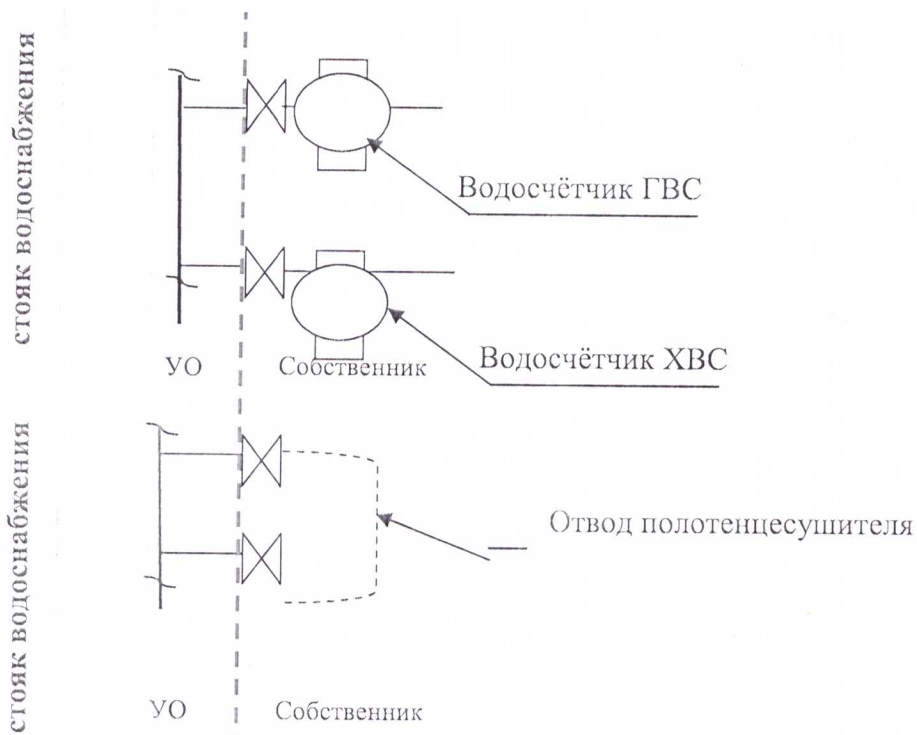 стояк водоснабжения
Водосчётчик ГВС
Водосчётчик ХВС
УО
Собственник
стояк водоснабжения
Отвод полотенцесушителя
УО
Собственник